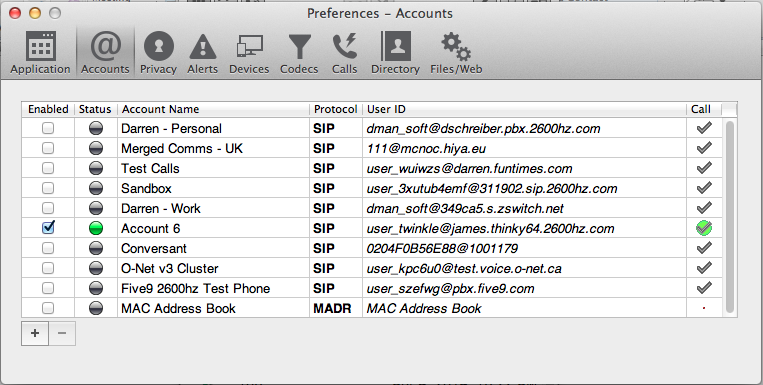 Preferences – Accounts
Application Accounts Privacy Alerts Devices Codecs Calls Directory Files/Web
Enabled Status Account Name Protocol User ID Call
Darren - Personal SIP dman_soft@dschreiber.pbx.2600hz.com
Merged Comms - UK SIP 111@mcnoc.hiya.eu
Test Calls SIP user_wuiwzs@darren.funtimes.com
Sandbox SIP user_3xutub4emf@311902.sip.2600hz.com
Darren - Work SIP dman_soft@349ca5.s.zswitch.net
Account 6 SIP user_twinkle@james.thinky64.2600hz.com
Conversant SIP 0204F0B56E88@1001179
O-Net v3 Cluster SIP user_kpc6u0@test.voice.o-net.ca
Five9 2600hz Test Phone SIP user_szefwg@pbx.five9.com
MAC Address Book MADR MAC Address Book
+ −